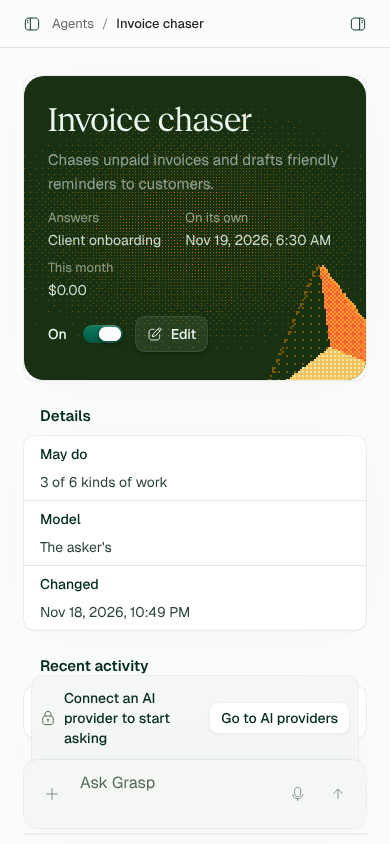 Agents / Invoice chaser
Invoice chaser
Chases unpaid invoices and drafts friendly
reminders to customers.
Answers
Client onboarding
On its own
Nov 19, 2026, 6:30 AM
This month
$0.00
On
Edit
Details
May do
3 of 6 kinds of work
Model
The asker's
Changed
Nov 18, 2026, 10:49 PM
Recent activity
Connect an AI
provider to start
asking
Go to AI providers
Ask Grasp